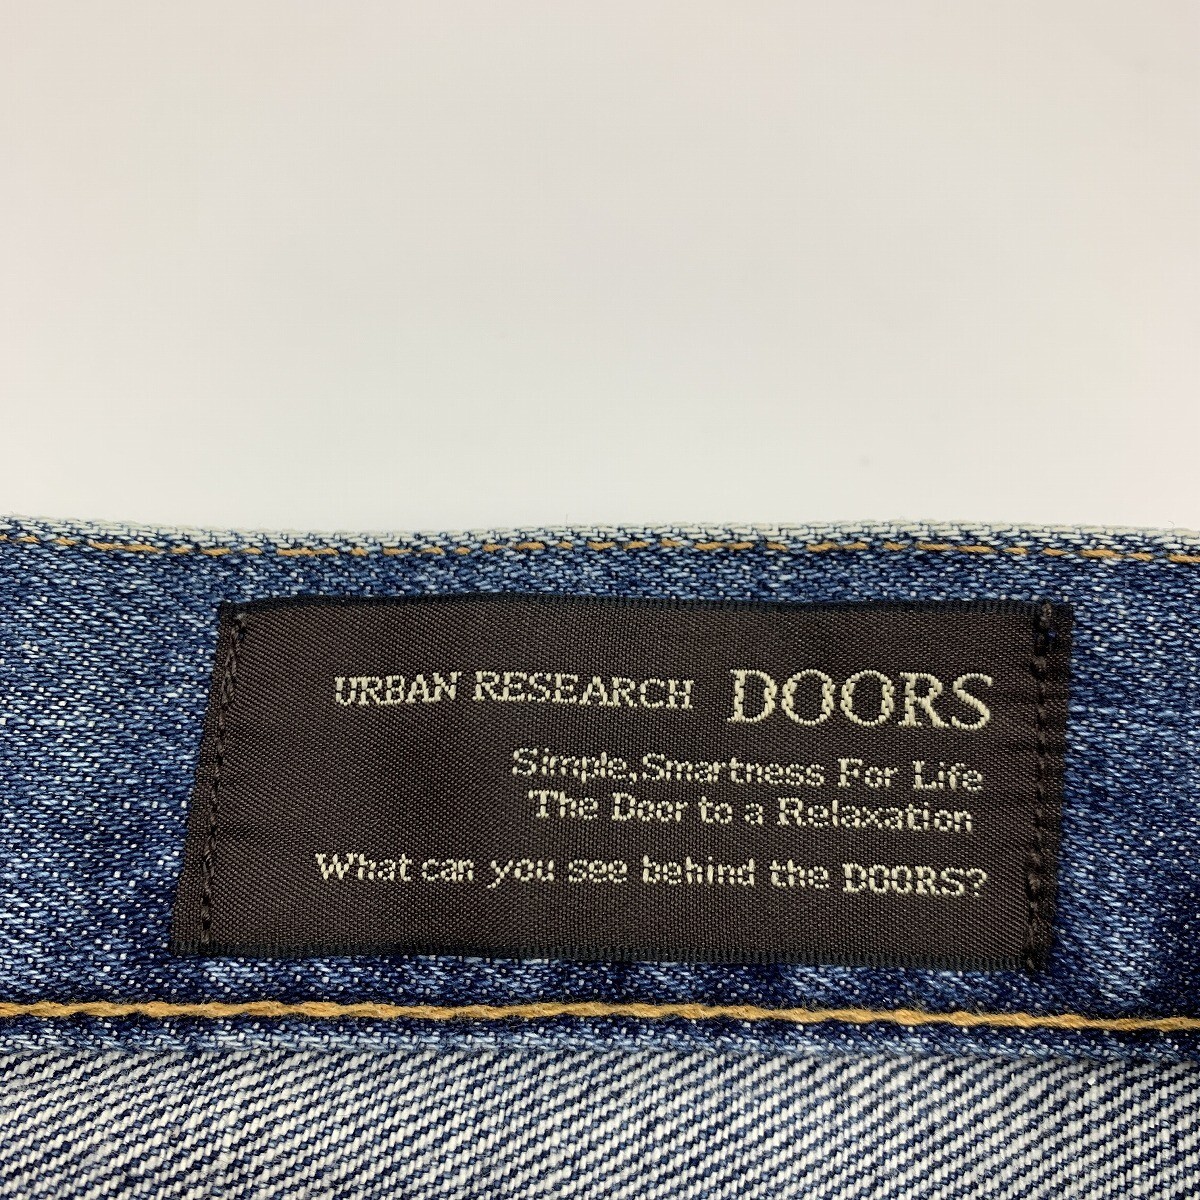 URBAN RESEARCH DOORS
Simple,Smartness For Life
The Door to a Relaxation
What can you see behind the DOORS?